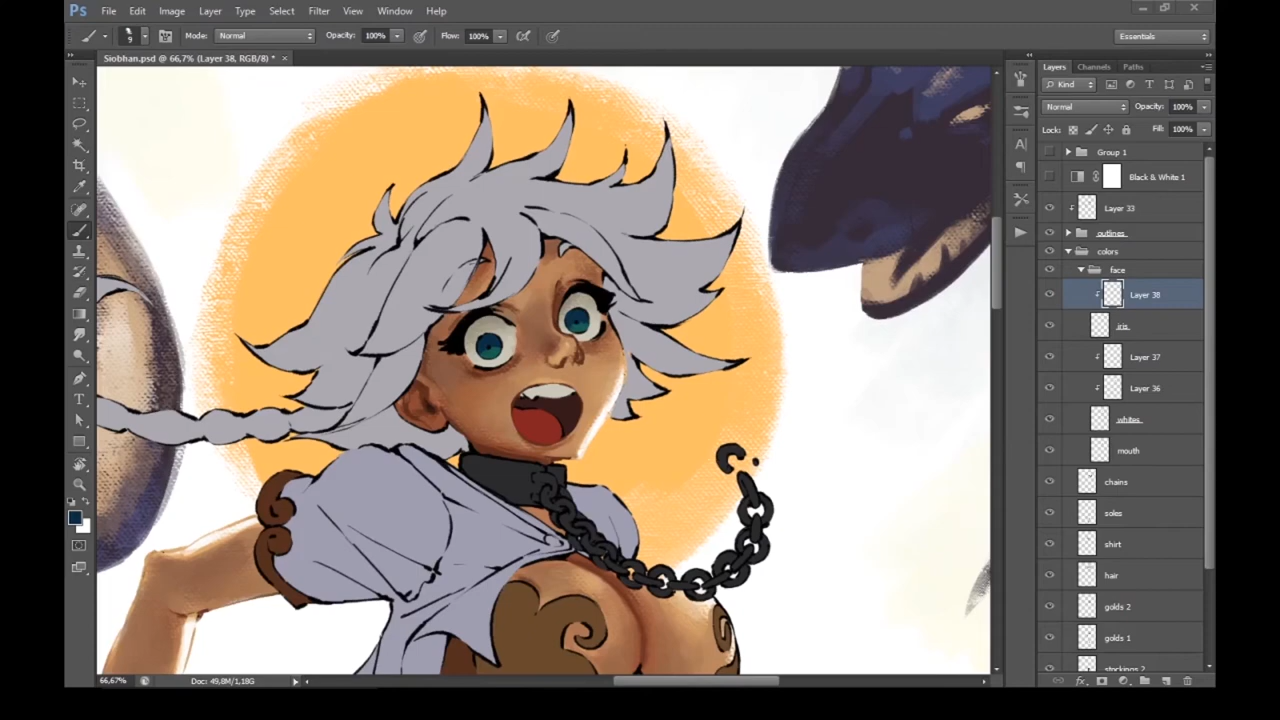 Ps File Edit Image Layer Type Select Filter View Window Help
9 Mode: Normal Opacity: 100% Flow: 100% Essentials
Siobhan.psd @ 66,7% (Layer 38, RGB/8) * ×
Layers Channels Paths
Kind
Normal Opacity: 100%
Lock: Fill: 100%
Group 1
Black & White 1
Layer 33
outlines
colors
face
Layer 38
iris
Layer 37
Layer 36
whites
mouth
chains
soles
shirt
hair
golds 2
golds 1
stockings 2
66,67% Doc: 49,8M/1,18G